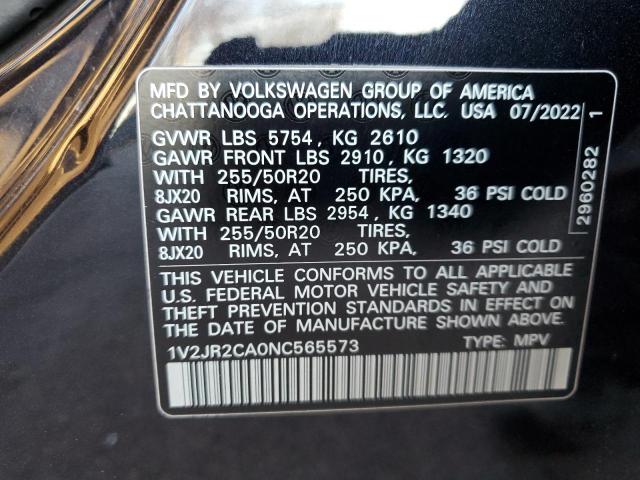 MFD BY VOLKSWAGEN GROUP OF AMERICA
CHATTANOOGA OPERATIONS, LLC. USA 07/2022
GVWR LBS 5754, KG 2610
GAWR FRONT LBS 2910, KG 1320
WITH 255/50R20 TIRES,
8JX20 RIMS, AT 250 KPA, 36 PSI COLD
GAWR REAR LBS 2954, KG 1340
WITH 255/50R20 TIRES,
8JX20 RIMS, AT 250 KPA, 36 PSI COLD
THIS VEHICLE CONFORMS TO ALL APPLICABLE
U.S. FEDERAL MOTOR VEHICLE SAFETY AND
THEFT PREVENTION STANDARDS IN EFFECT ON
THE DATE OF MANUFACTURE SHOWN ABOVE
1V2JR2CA0NC565573 TYPE: MPV
2960282 1